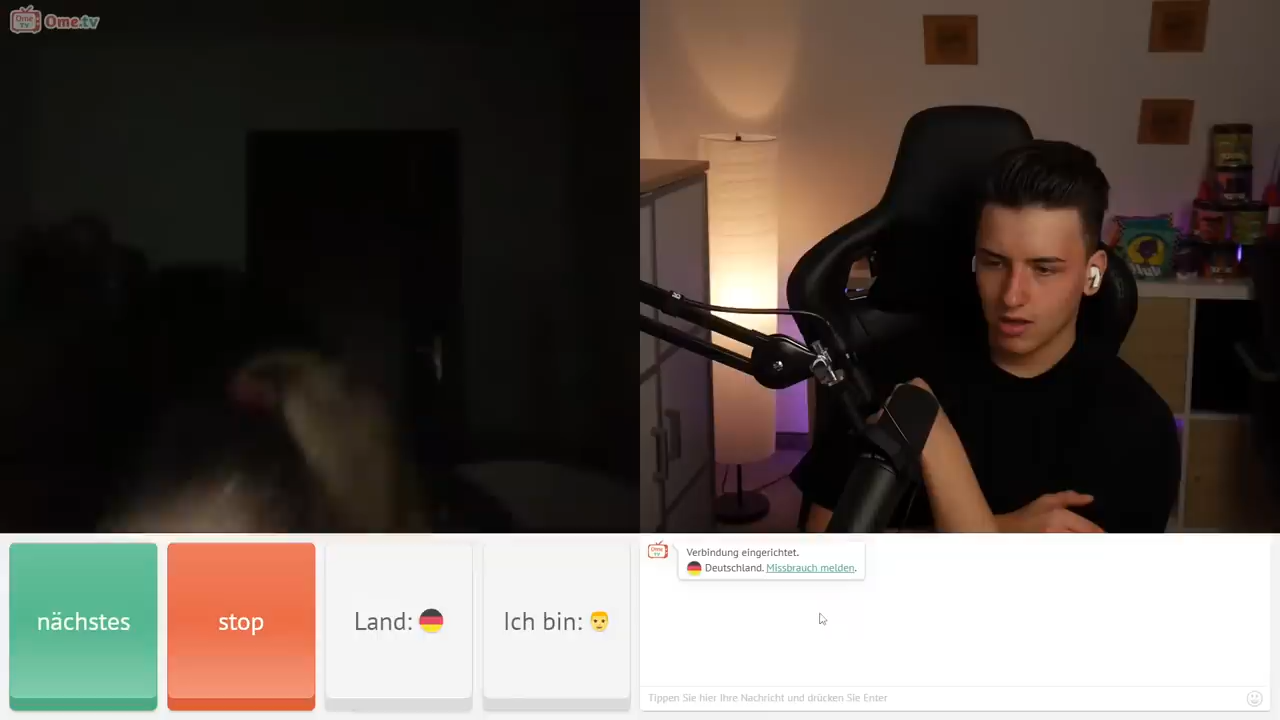 Ome.tv
nächstes
stop
Land:
Ich bin:
Verbindung eingerichtet.
Deutschland. Missbrauch melden.
Tippen Sie hier Ihre Nachricht und drücken Sie Enter